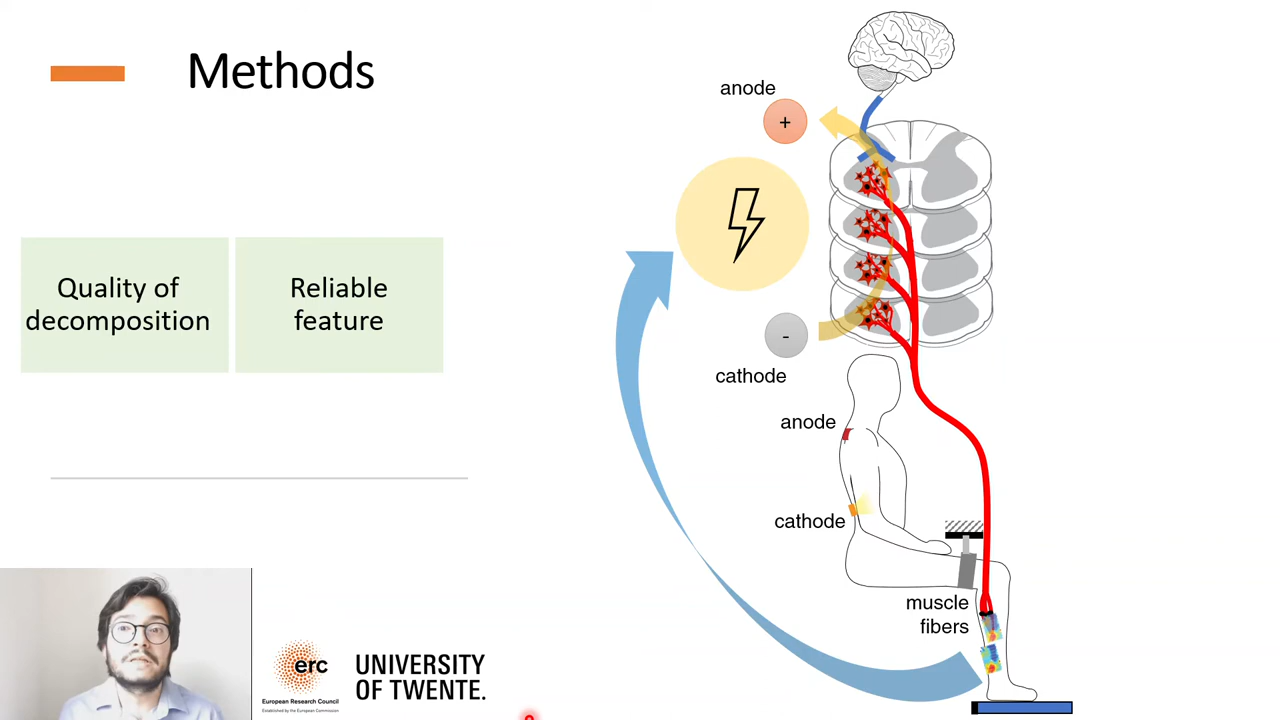 Methods
Quality of
decomposition
Reliable
feature
anode
+
-
cathode
anode
cathode
muscle
fibers
erc
European Research Council
Established by the European Commission
UNIVERSITY
OF TWENTE.